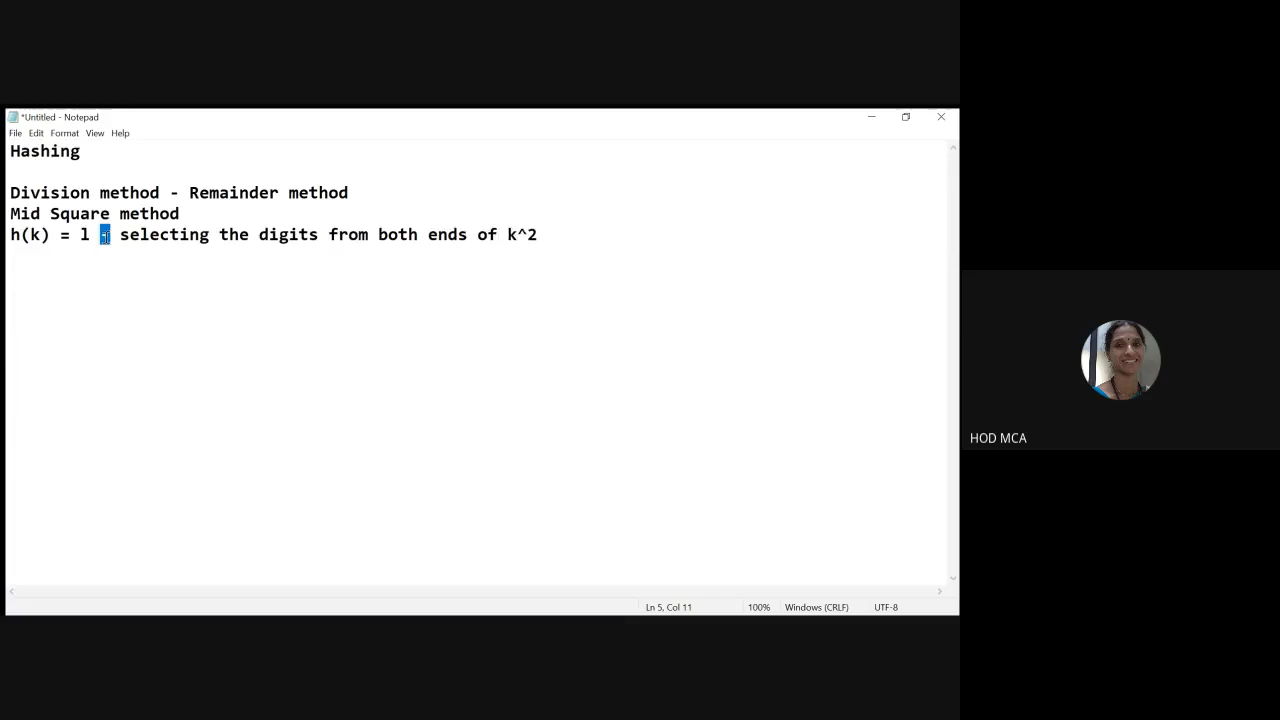 *Untitled - Notepad
File Edit Format View Help
Hashing
Division method - Remainder method
Mid Square method
h(k) = l - selecting the digits from both ends of k^2
HOD MCA
Ln 5, Col 11 100% Windows (CRLF) UTF-8